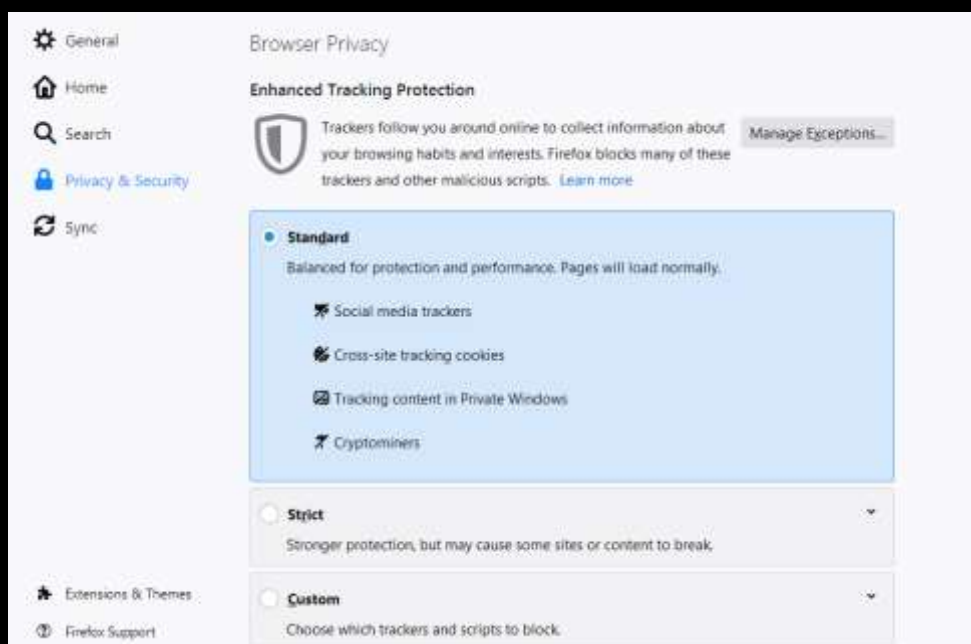 General
Home
Search
Privacy & Security
Sync
Extensions & Themes
Firefox Support
Browser Privacy
Enhanced Tracking Protection
Trackers follow you around online to collect information about
your browsing habits and interests. Firefox blocks many of these
trackers and other malicious scripts. Learn more
Manage Exceptions...
Standard
Balanced for protection and performance. Pages will load normally.
Social media trackers
Cross-site tracking cookies
Tracking content in Private Windows
Cryptominers
Strict
Stronger protection, but may cause some sites or content to break.
Custom
Choose which trackers and scripts to block.